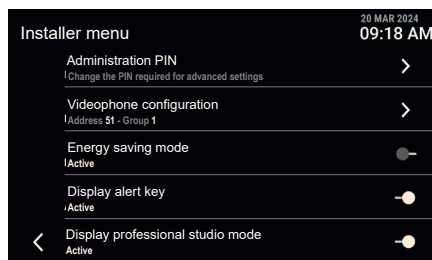 20 MAR 2024
Installer menu 09:18 AM
Administration PIN
Change the PIN required for advanced settings
Videophone configuration
Address 51 - Group 1
Energy saving mode
Active
Display alert key
Active
Display professional studio mode
Active